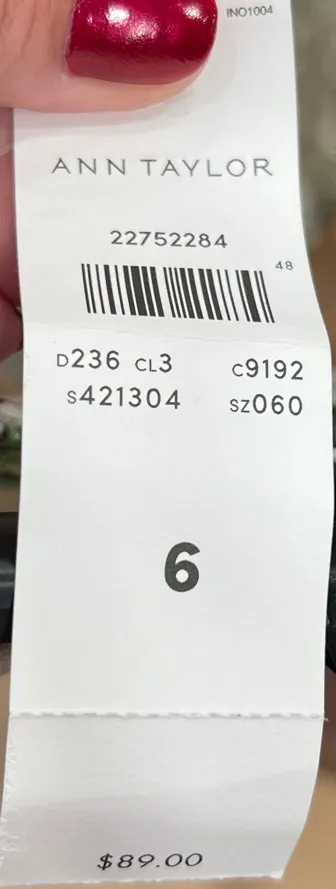 INO1004
ANN TAYLOR
22752284
48
D236 CL3 C9192
S421304 SZ060
6
$89.00